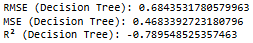 RMSE (Decision Tree): 0.6843531780579963
MSE (Decision Tree): 0.4683392723180796
R² (Decision Tree): -0.789548525357463